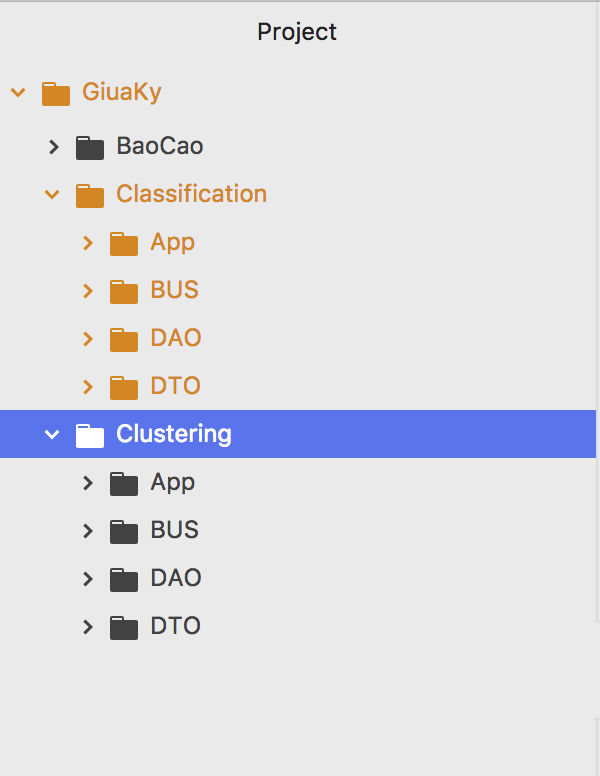 Project
GiuaKy
BaoCao
Classification
App
BUS
DAO
DTO
Clustering
App
BUS
DAO
DTO